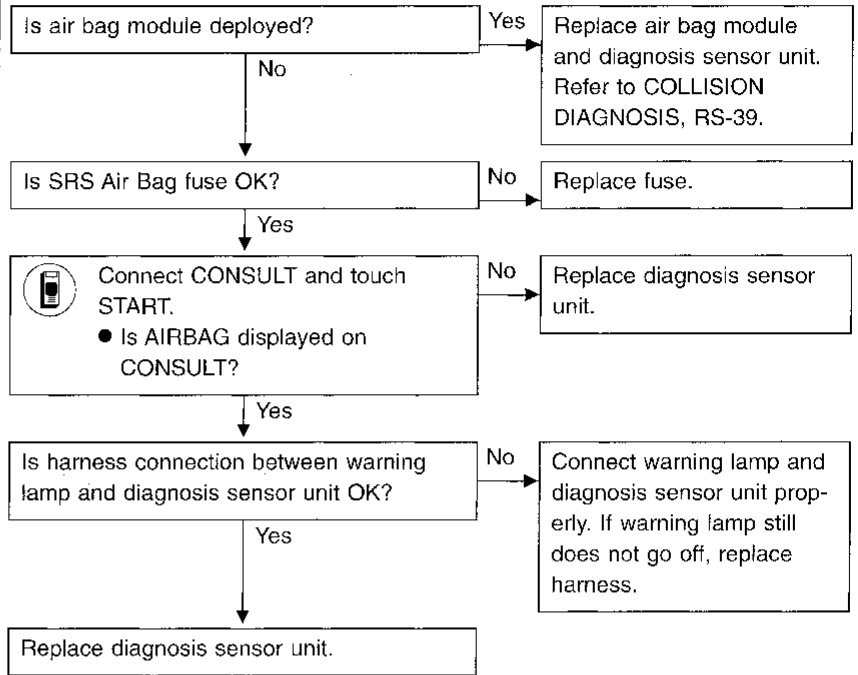 Is air bag module deployed?
Yes
Replace air bag module
and diagnosis sensor unit.
Refer to COLLISION
DIAGNOSIS, RS-39.
No
Is SRS Air Bag fuse OK?
No
Replace fuse.
Yes
Connect CONSULT and touch
START.
● Is AIRBAG displayed on
CONSULT?
No
Replace diagnosis sensor
unit.
Yes
Is harness connection between warning
lamp and diagnosis sensor unit OK?
No
Connect warning lamp and
diagnosis sensor unit prop-
erly. If warning lamp still
does not go off, replace
harness.
Yes
Replace diagnosis sensor unit.